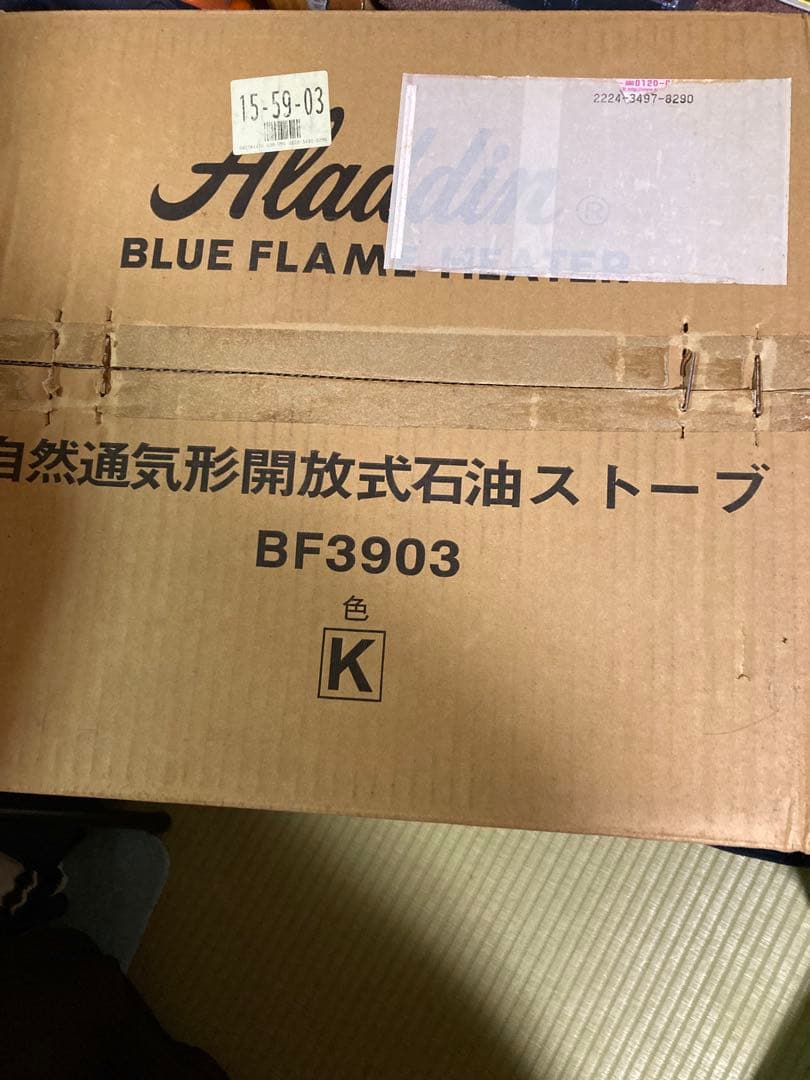 15-59-03
2224-3497-8290
Aladdin ®
BLUE FLAME HEATER
自然通気形開放式石油ストーブ
BF3903
色
K